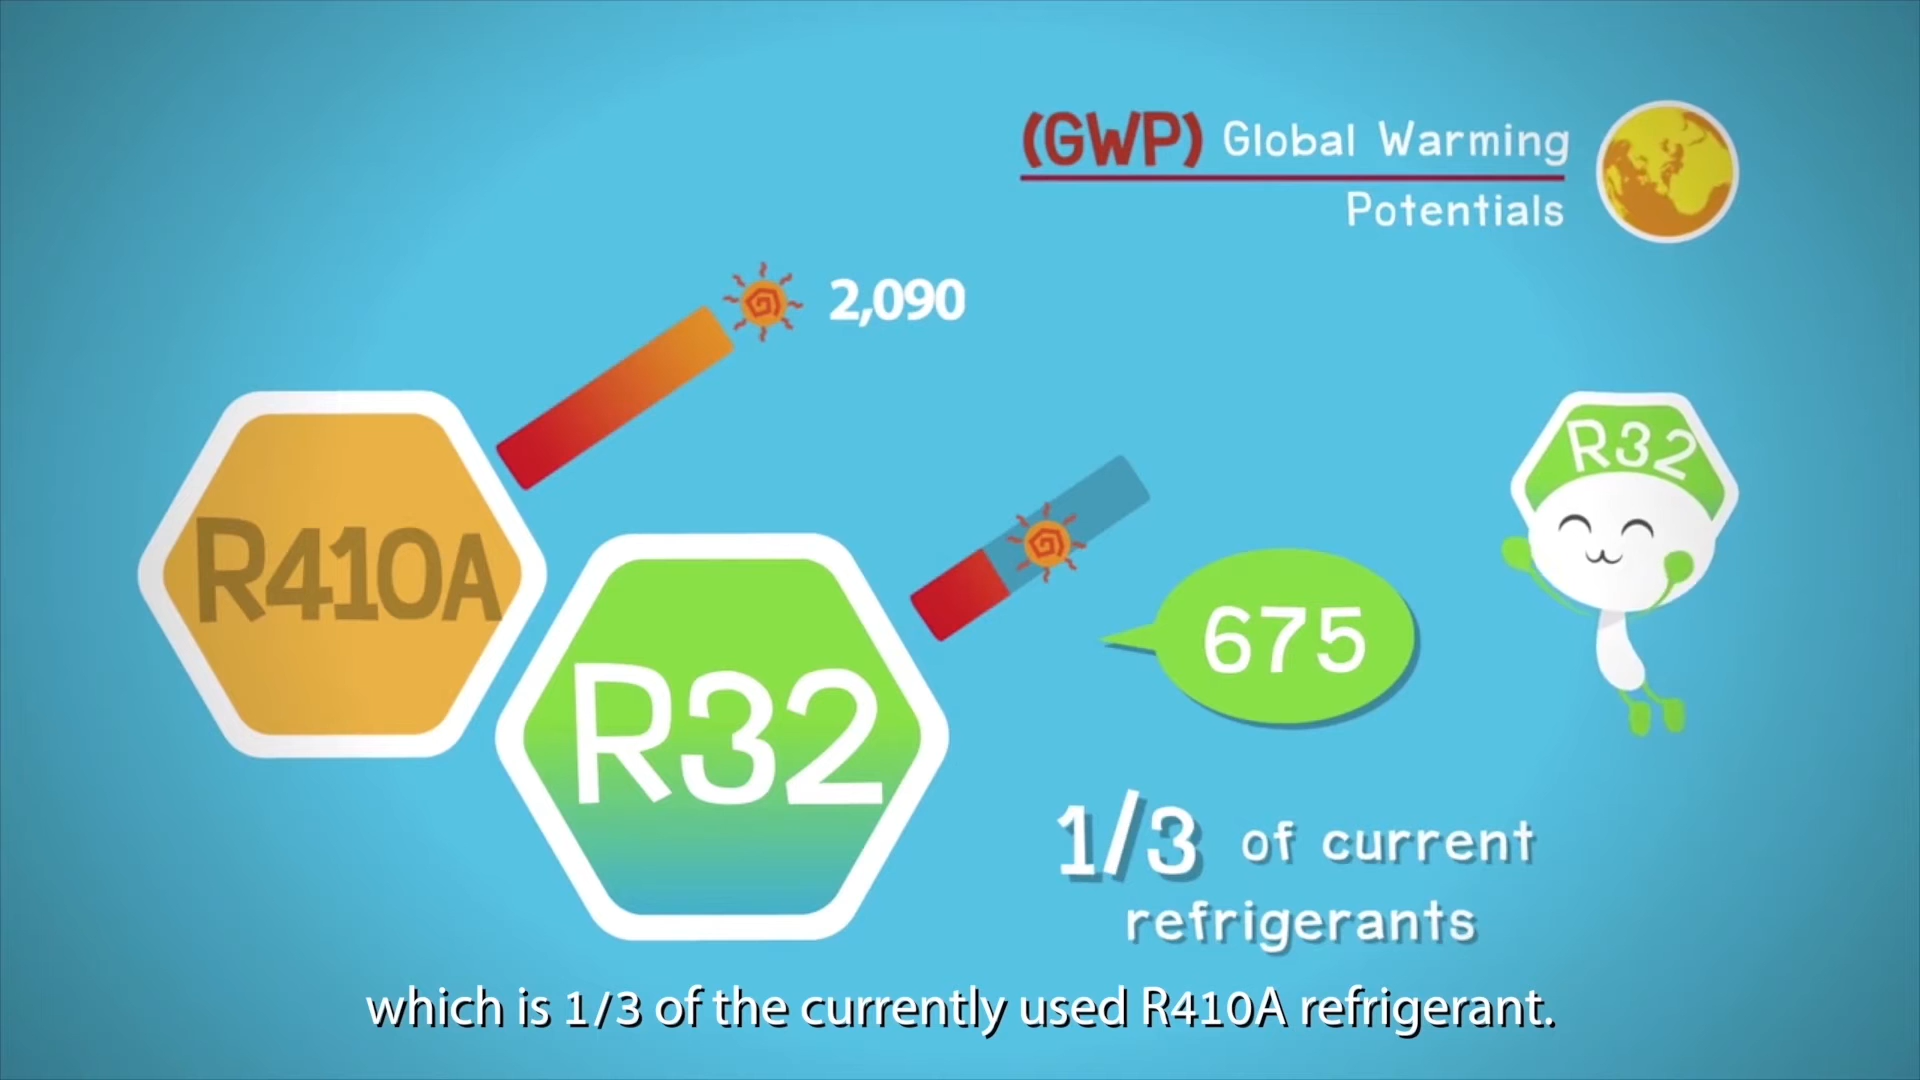 (GWP) Global Warming
Potentials
2,090
R410A
R32
R32
675
1/3 of current
refrigerants
which is 1/3 of the currently used R410A refrigerant.